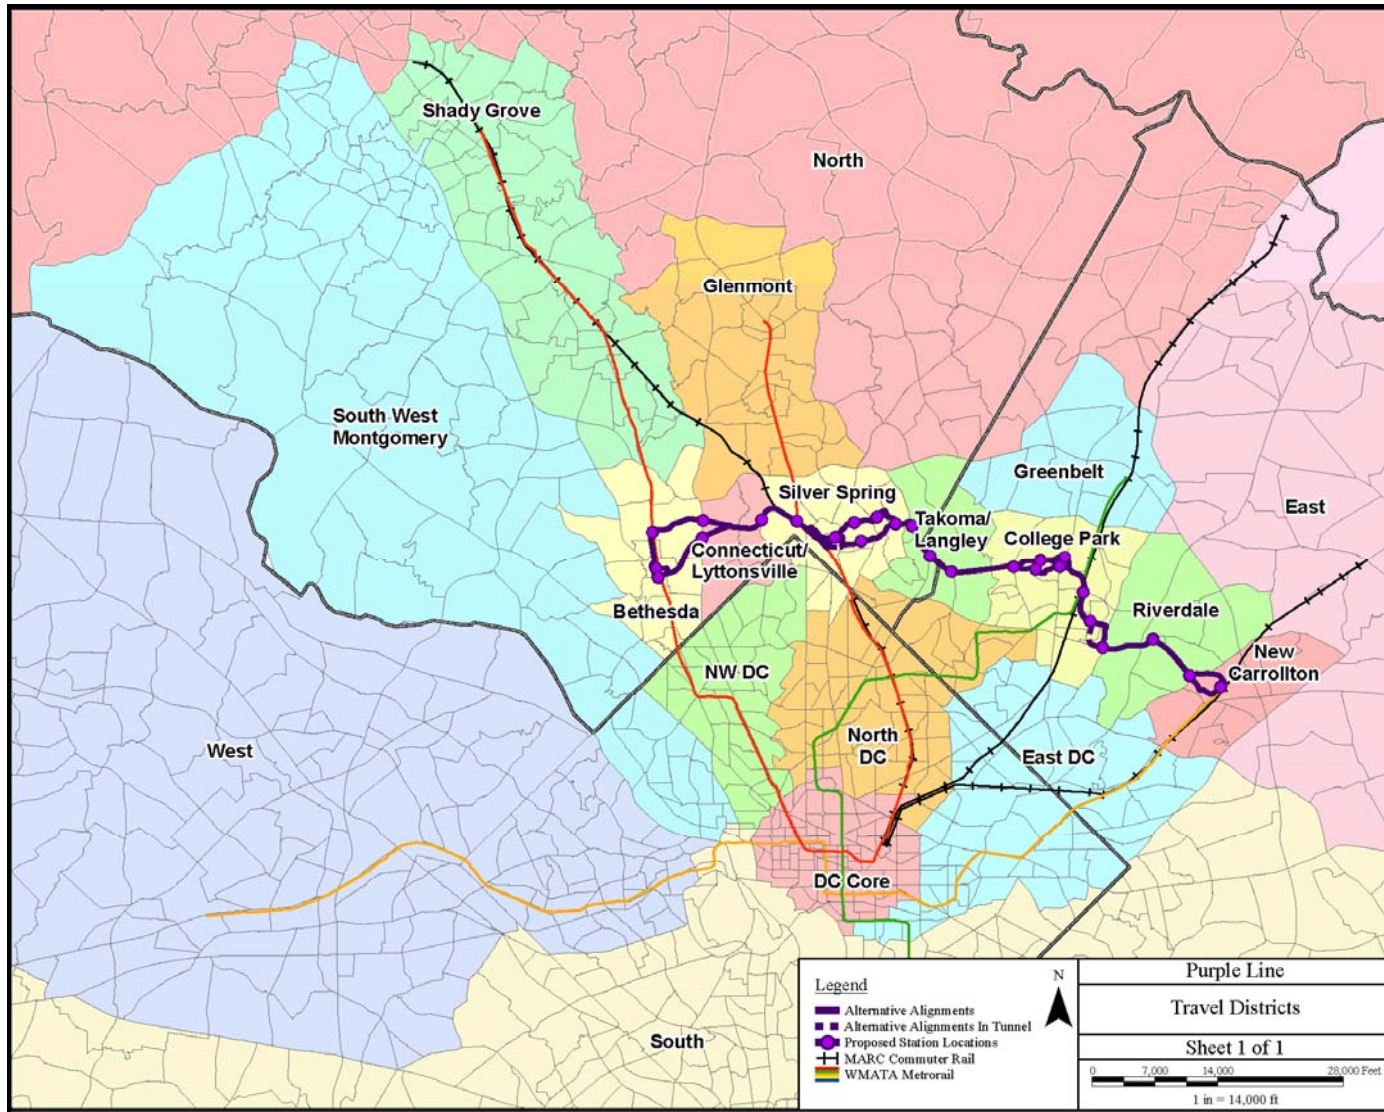 Shady Grove
North
Glenmont
South West
Montgomery
Greenbelt
Silver Spring
East
Takoma/
Langley
College Park
Connecticut/
Lyttonsville
Bethesda
Riverdale
New
Carrollton
NW DC
West
North
DC
East DC
DC Core
South
Legend
Alternative Alignments
Alternative Alignments In Tunnel
Proposed Station Locations
MARC Commuter Rail
WMATA Metrorail
N
Purple Line
Travel Districts
Sheet 1 of 1
0 7,000 14,000 28,000 Feet
1 in = 14,000 ft